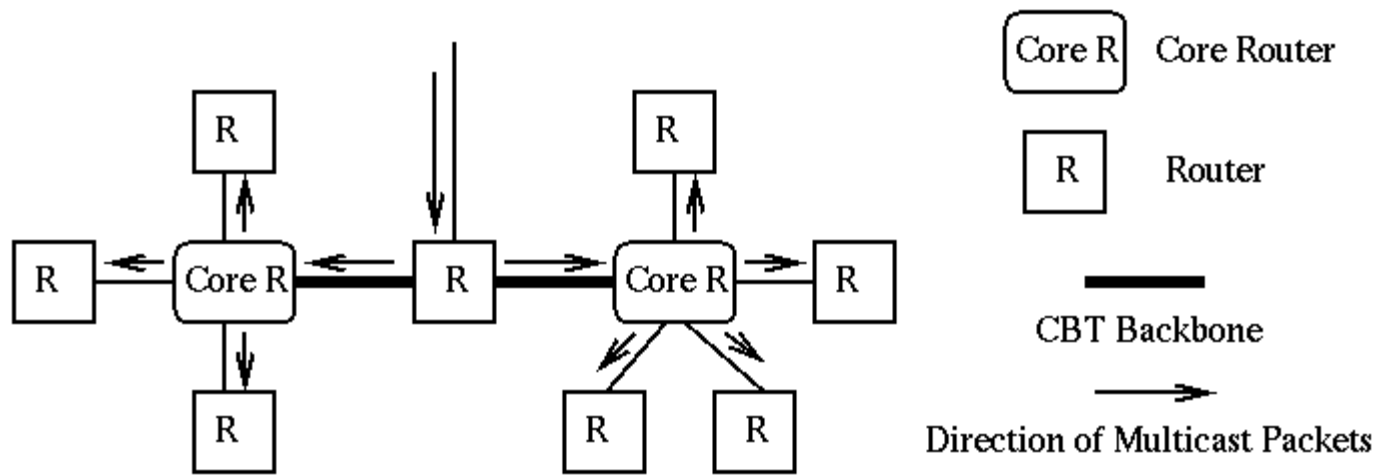 Core R Core Router
R R
R Router
R Core R R Core R R
CBT Backbone
R R R
Direction of Multicast Packets